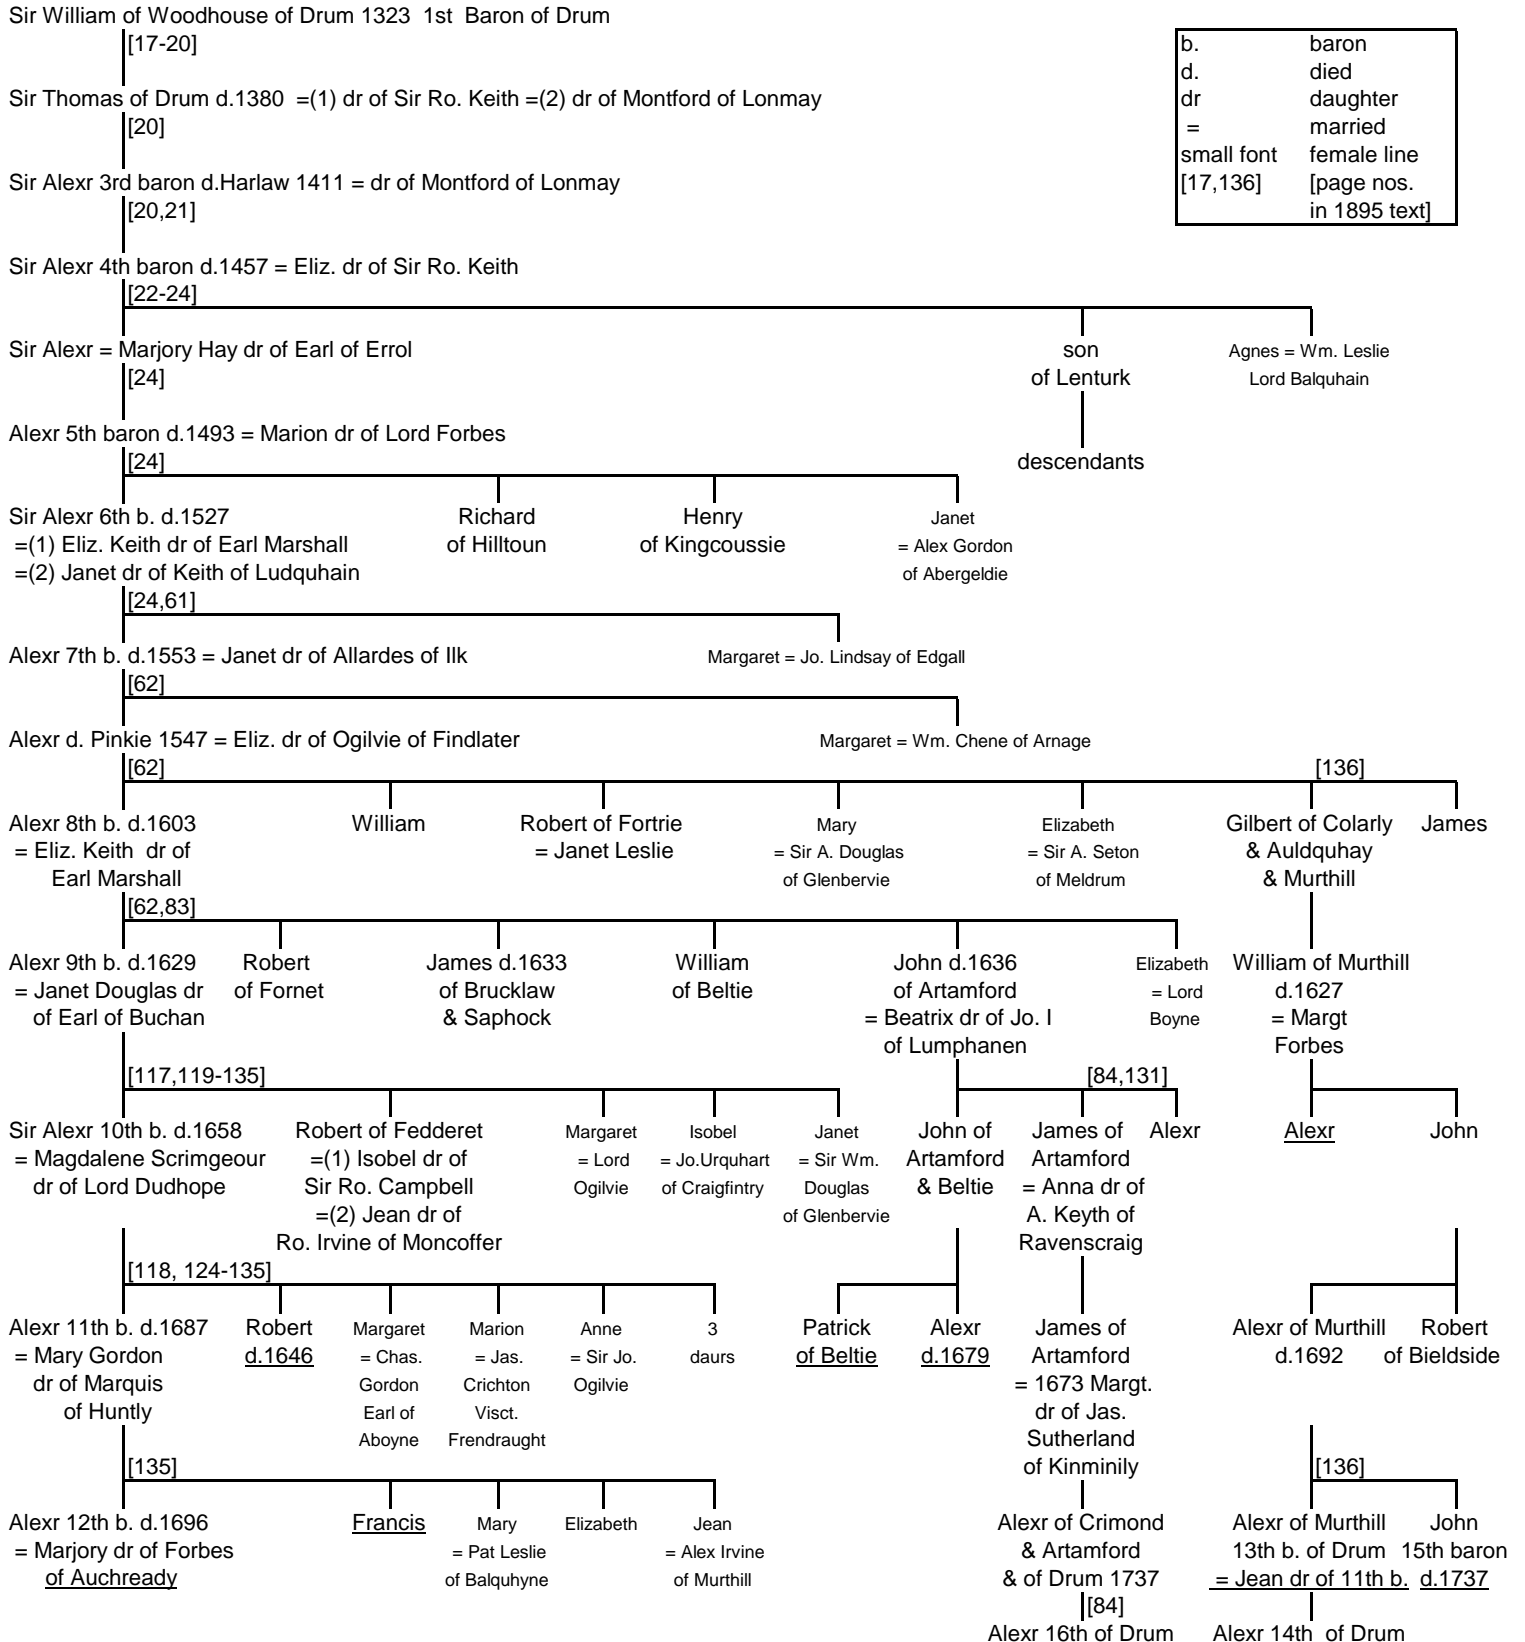 Sir William of Woodhouse of Drum 1323 1st Baron of Drum
[17-20]
b. baron
d. died
dr daughter
= married
small font female line
[17,136] [page nos.
in 1895 text]
Sir Thomas of Drum d.1380 =(1) dr of Sir Ro. Keith =(2) dr of Montford of Lonmay
[20]
Sir Alexr 3rd baron d.Harlaw 1411 = dr of Montford of Lonmay
[20,21]
Sir Alexr 4th baron d.1457 = Eliz. dr of Sir Ro. Keith
[22-24]
Sir Alexr = Marjory Hay dr of Earl of Errol
[24]
son
of Lenturk
Agnes = Wm. Leslie
Lord Balquhain
Alexr 5th baron d.1493 = Marion dr of Lord Forbes
[24]
descendants
Sir Alexr 6th b. d.1527
=(1) Eliz. Keith dr of Earl Marshall
=(2) Janet dr of Keith of Ludquhain
[24,61]
Richard
of Hilltoun
Henry
of Kingcoussie
Janet
= Alex Gordon
of Abergeldie
Alexr 7th b. d.1553 = Janet dr of Allardes of Ilk
[62]
Margaret = Jo. Lindsay of Edgall
Alexr d. Pinkie 1547 = Eliz. dr of Ogilvie of Findlater
[62]
Margaret = Wm. Chene of Arnage
[136]
Alexr 8th b. d.1603
= Eliz. Keith dr of
Earl Marshall
[62,83]
William
Robert of Fortrie
= Janet Leslie
Mary
= Sir A. Douglas
of Glenbervie
Elizabeth
= Sir A. Seton
of Meldrum
Gilbert of Colarly
& Auldquhay
& Murthill
James
Alexr 9th b. d.1629
= Janet Douglas dr
of Earl of Buchan
[117,119-135]
Robert
of Fornet
James d.1633
of Brucklaw
& Saphock
William
of Beltie
John d.1636
of Artamford
= Beatrix dr of Jo. I
of Lumphanen
[84,131]
Elizabeth
= Lord
Boyne
William of Murthill
d.1627
= Margt
Forbes
Sir Alexr 10th b. d.1658
= Magdalene Scrimgeour
dr of Lord Dudhope
[118, 124-135]
Robert of Fedderet
=(1) Isobel dr of
Sir Ro. Campbell
=(2) Jean dr of
Ro. Irvine of Moncoffer
Margaret
= Lord
Ogilvie
Isobel
= Jo.Urquhart
of Craigfintry
Janet
= Sir Wm.
Douglas
of Glenbervie
John of
Artamford
& Beltie
James of
Artamford
= Anna dr of
A. Keyth of
Ravenscraig
Alexr
Alexr
John
Alexr 11th b. d.1687
= Mary Gordon
dr of Marquis
of Huntly
[135]
Robert
d.1646
Margaret
= Chas.
Gordon
Earl of
Aboyne
Marion
= Jas.
Crichton
Visct.
Frendraught
Anne
= Sir Jo.
Ogilvie
3
daurs
Patrick
of Beltie
Alexr
d.1679
James of
Artamford
= 1673 Margt.
dr of Jas.
Sutherland
of Kinminily
Alexr of Murthill
d.1692
[136]
Robert
of Bieldside
Alexr 12th b. d.1696
= Marjory dr of Forbes
of Auchready
Francis
Mary
= Pat Leslie
of Balquhyne
Elizabeth
Jean
= Alex Irvine
of Murthill
Alexr of Crimond
& Artamford
& of Drum 1737
[84]
Alexr 16th of Drum
Alexr of Murthill
13th b. of Drum
= Jean dr of 11th b.
John
15th baron
d.1737
Alexr 14th of Drum